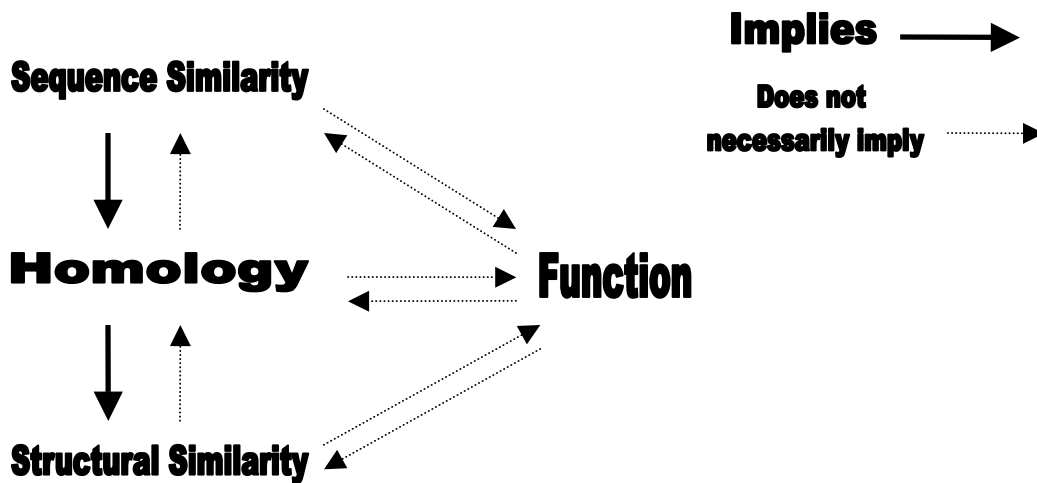 Implies
Sequence Similarity
Does not
necessarily imply
Homology
Function
Structural Similarity